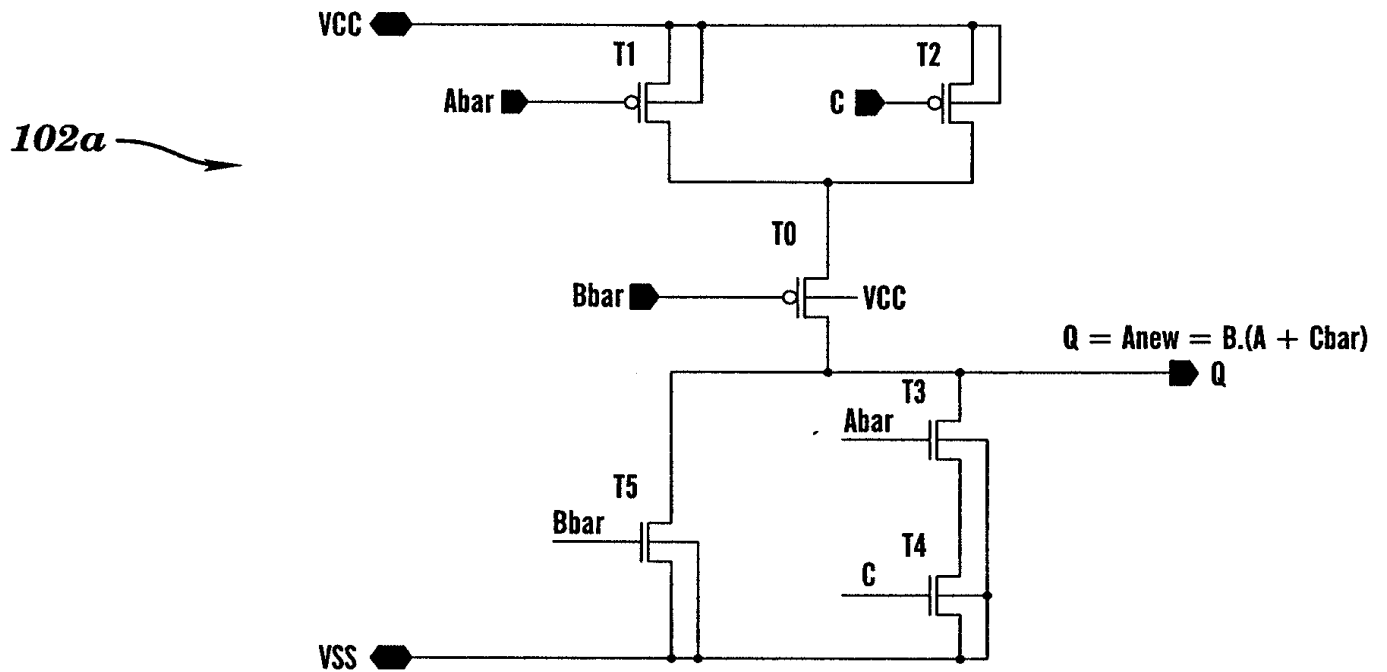 VCC
T1
T2
Abar
C
102a
T0
Bbar
VCC
Q = Anew = B.(A + Cbar)
Q
T3
Abar
T5
Bbar
T4
C
VSS